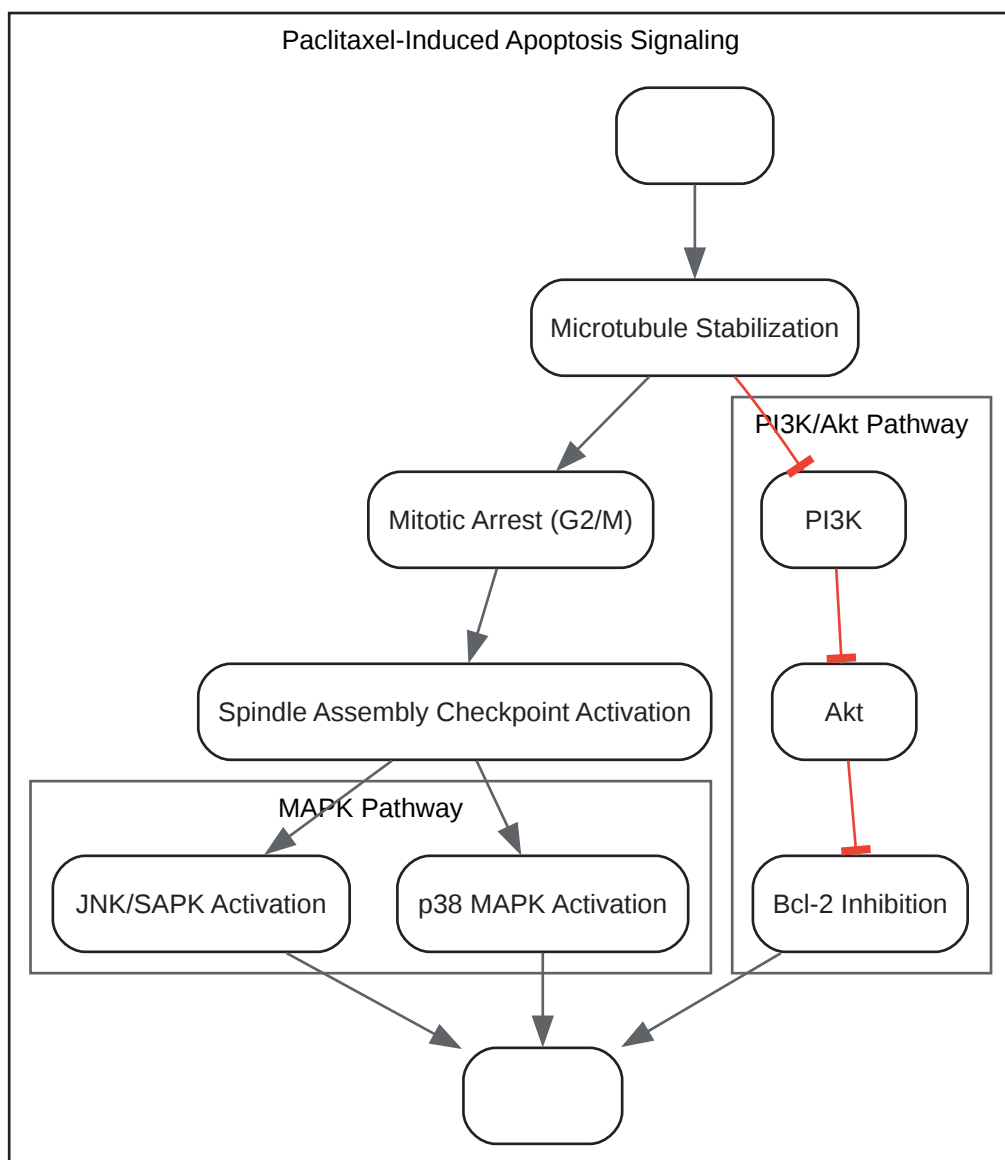 Paclitaxel-Induced Apoptosis Signaling
Microtubule Stabilization
PI3K/Akt Pathway
Mitotic Arrest (G2/M)
PI3K
Spindle Assembly Checkpoint Activation
Akt
MAPK Pathway
JNK/SAPK Activation
p38 MAPK Activation
Bcl-2 Inhibition